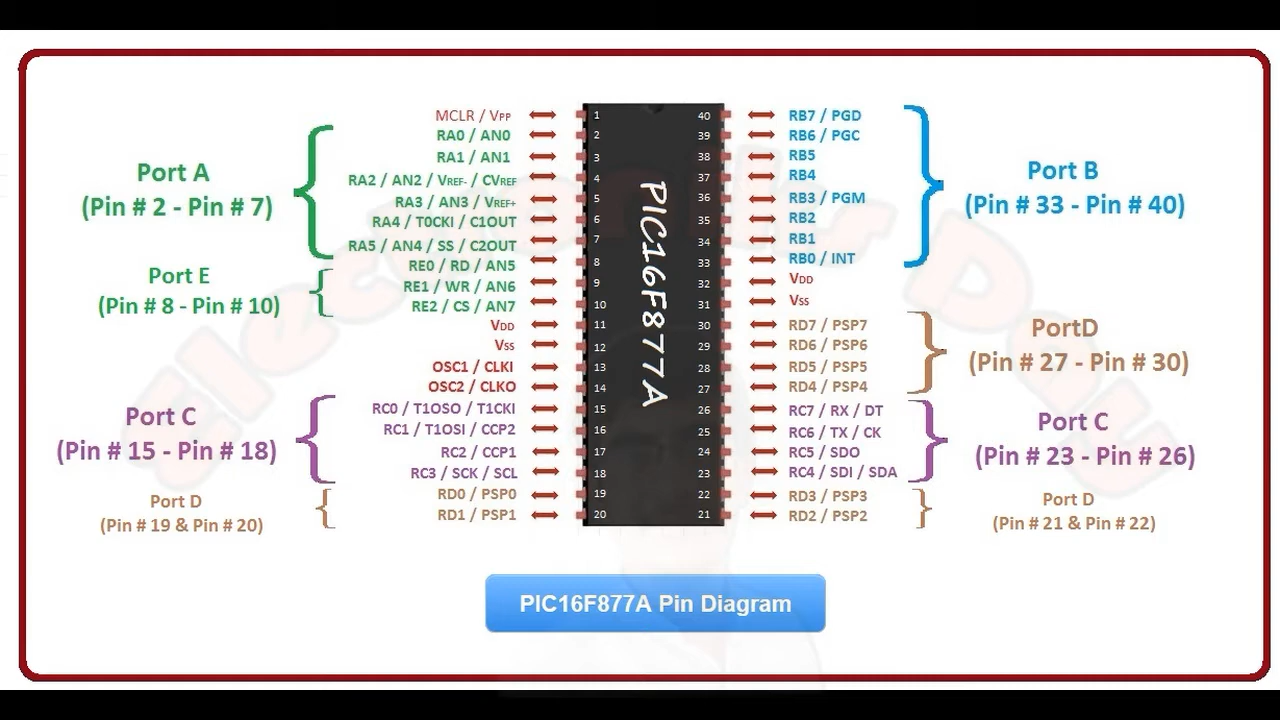 MCLR / VPP
RA0 / AN0
RA1 / AN1
RA2 / AN2 / VREF- / CVREF
RA3 / AN3 / VREF+
RA4 / T0CKI / C1OUT
RA5 / AN4 / SS / C2OUT
RE0 / RD / AN5
RE1 / WR / AN6
RE2 / CS / AN7
VDD
VSS
OSC1 / CLKI
OSC2 / CLKO
RC0 / T1OSO / T1CKI
RC1 / T1OSI / CCP2
RC2 / CCP1
RC3 / SCK / SCL
RD0 / PSP0
RD1 / PSP1
Port A
(Pin # 2 - Pin # 7)
Port E
(Pin # 8 - Pin # 10)
Port C
(Pin # 15 - Pin # 18)
Port D
(Pin # 19 & Pin # 20)
1
2
3
4
5
6
7
8
9
10
11
12
13
14
15
16
17
18
19
20
PIC16F877A
40
39
38
37
36
35
34
33
32
31
30
29
28
27
26
25
24
23
22
21
RB7 / PGD
RB6 / PGC
RB5
RB4
RB3 / PGM
RB2
RB1
RB0 / INT
VDD
VSS
RD7 / PSP7
RD6 / PSP6
RD5 / PSP5
RD4 / PSP4
RC7 / RX / DT
RC6 / TX / CK
RC5 / SDO
RC4 / SDI / SDA
RD3 / PSP3
RD2 / PSP2
Port B
(Pin # 33 - Pin # 40)
PortD
(Pin # 27 - Pin # 30)
Port C
(Pin # 23 - Pin # 26)
Port D
(Pin # 21 & Pin # 22)
PIC16F877A Pin Diagram